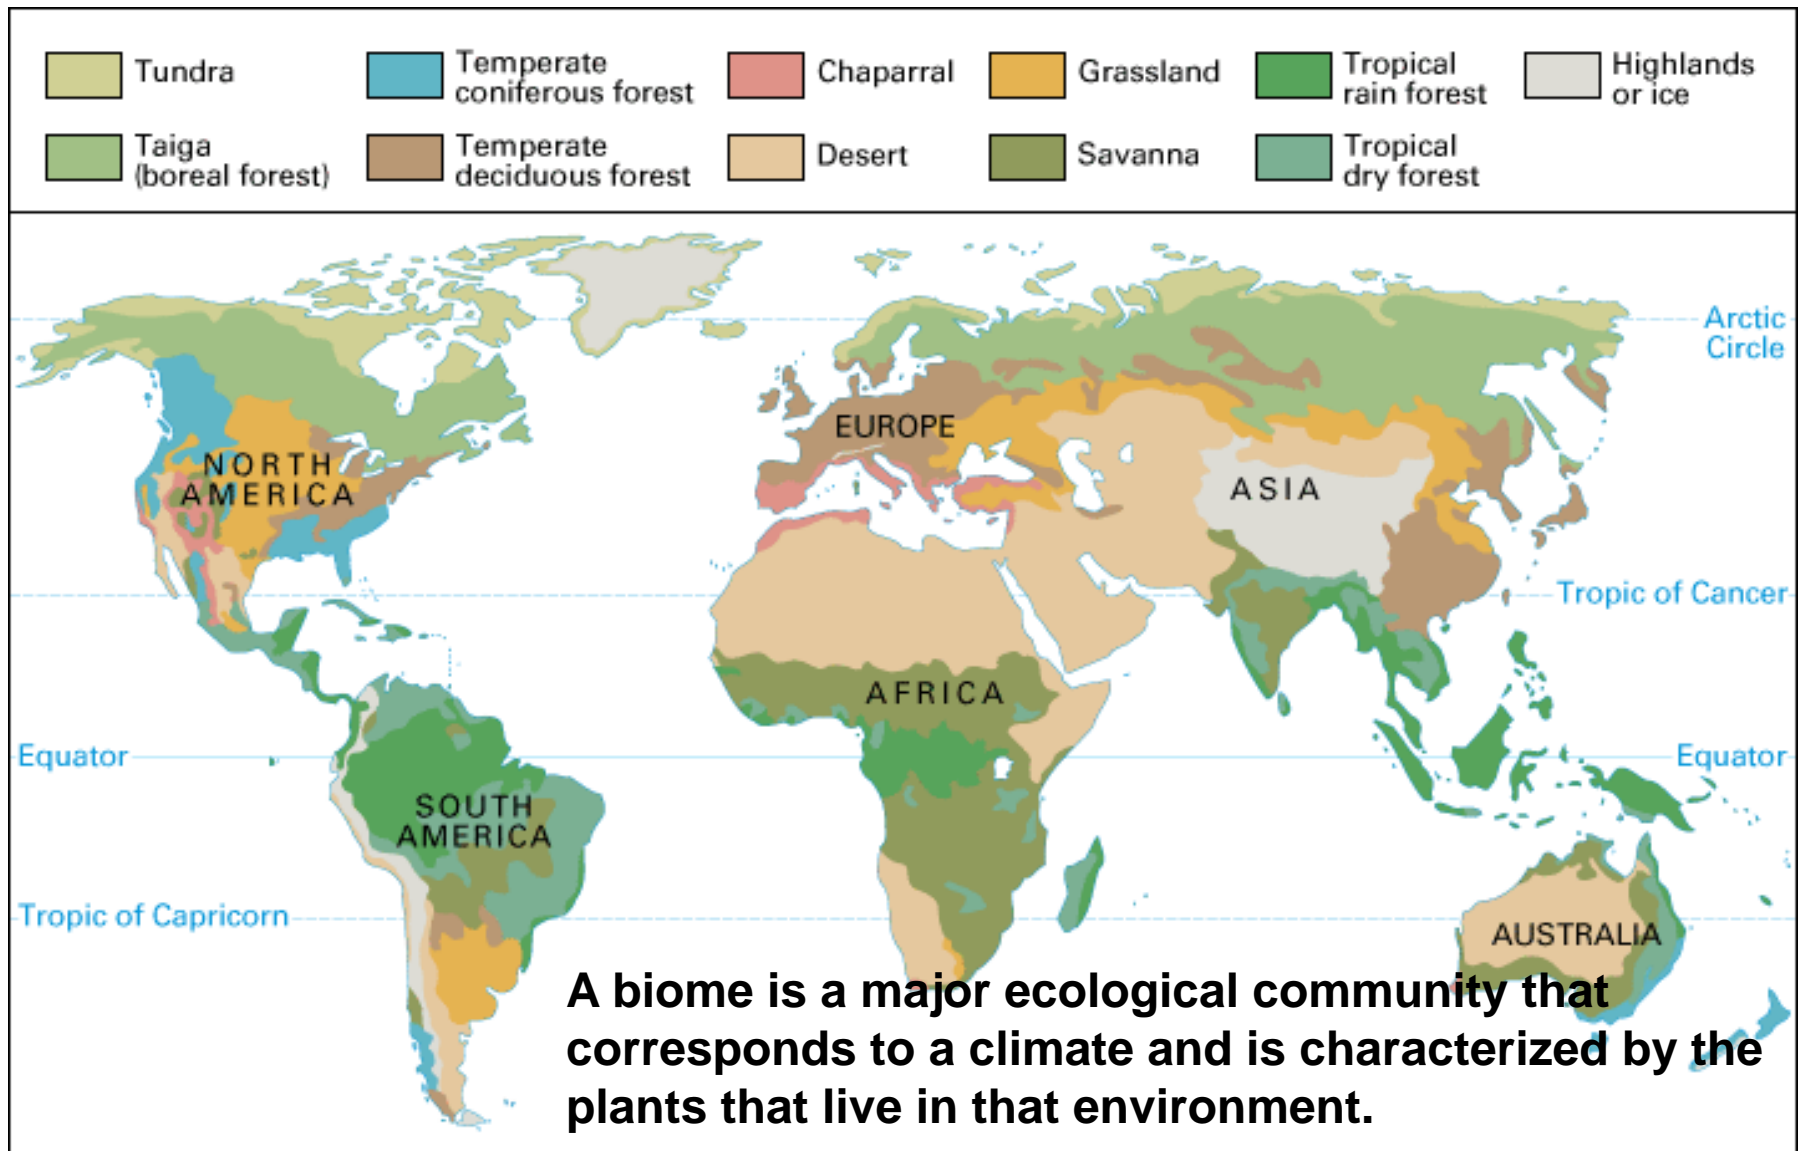 Tundra
Temperate
coniferous forest
Chaparral
Grassland
Tropical
rain forest
Highlands
or ice
Taiga
(boreal forest)
Temperate
deciduous forest
Desert
Savanna
Tropical
dry forest
Arctic
Circle
EUROPE
NORTH
AMERICA
ASIA
Tropic of Cancer
AFRICA
Equator
Equator
SOUTH
AMERICA
Tropic of Capricorn
AUSTRALIA
A biome is a major ecological community that
corresponds to a climate and is characterized by the
plants that live in that environment.